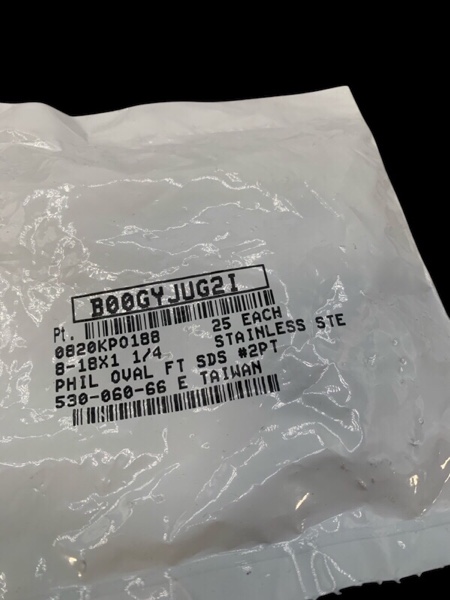 B00GYJUG2I
Pt.
0820KPO188 25 EACH
8-18X1 1/4 STAINLESS STE
PHIL OVAL FT SDS #2PT
530-060-66 E TAIWAN